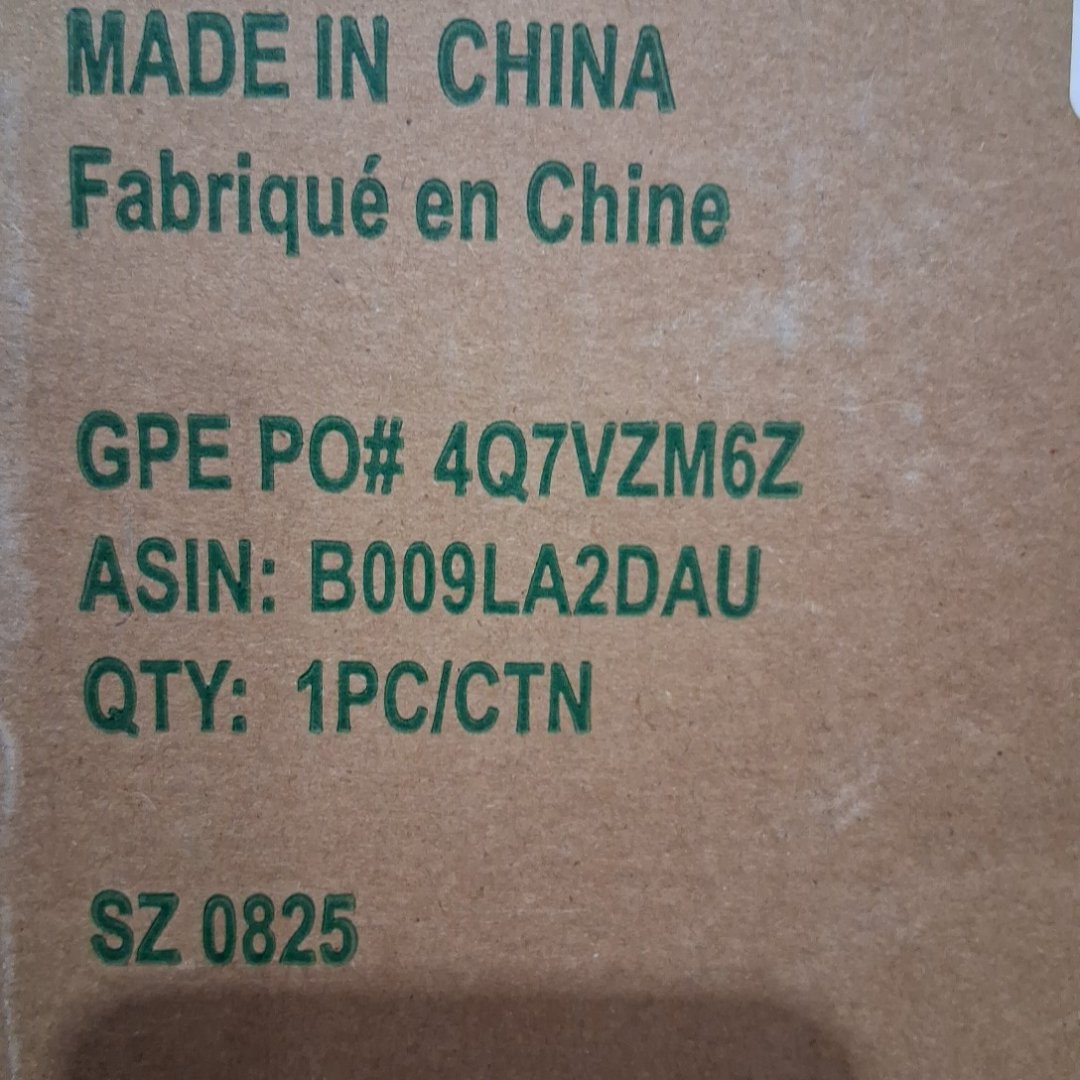 MADE IN CHINA
Fabriqué en Chine
GPE PO# 4Q7VZM6Z
ASIN: B009LA2DAU
QTY: 1PC/CTN
SZ 0825